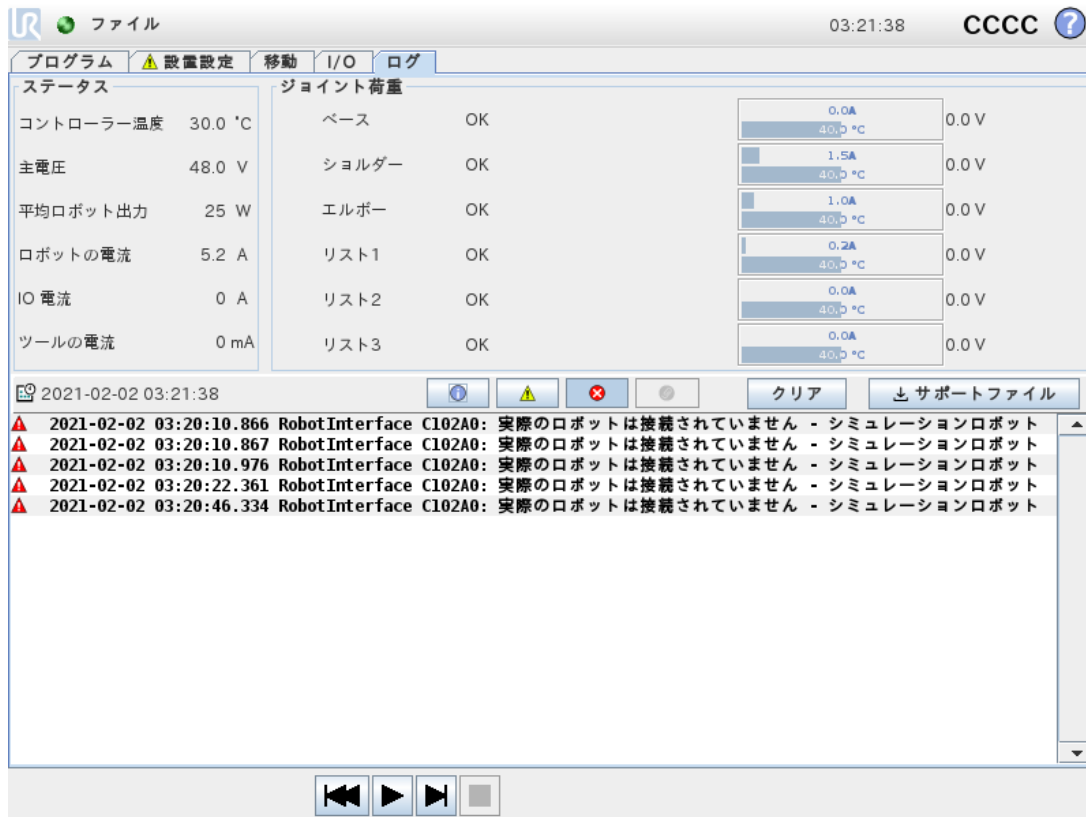 UR ファイル 03:21:38 CCCC ?
プログラム 設置設定 移動 I/O ログ
ステータス ジョイント荷重
コントローラー温度 30.0 °C ベース OK 0.0A 40.0 °C 0.0 V
主電圧 48.0 V ショルダー OK 1.5A 40.0 °C 0.0 V
平均ロボット出力 25 W エルボー OK 1.0A 40.0 °C 0.0 V
ロボットの電流 5.2 A リスト1 OK 0.2A 40.0 °C 0.0 V
IO 電流 0 A リスト2 OK 0.0A 40.0 °C 0.0 V
ツールの電流 0 mA リスト3 OK 0.0A 40.0 °C 0.0 V
2021-02-02 03:21:38 クリア サポートファイル
2021-02-02 03:20:10.866 RobotInterface C102A0: 実際のロボットは接続されていません - シミュレーションロボット
2021-02-02 03:20:10.867 RobotInterface C102A0: 実際のロボットは接続されていません - シミュレーションロボット
2021-02-02 03:20:10.976 RobotInterface C102A0: 実際のロボットは接続されていません - シミュレーションロボット
2021-02-02 03:20:22.361 RobotInterface C102A0: 実際のロボットは接続されていません - シミュレーションロボット
2021-02-02 03:20:46.334 RobotInterface C102A0: 実際のロボットは接続されていません - シミュレーションロボット